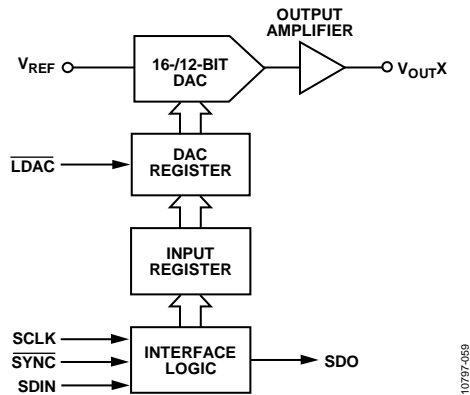 OUTPUT
AMPLIFIER
VREF
16-/12-BIT
DAC
VOUTX
LDAC
DAC
REGISTER
INPUT
REGISTER
SCLK
SYNC
SDIN
INTERFACE
LOGIC
SDO
10797-059